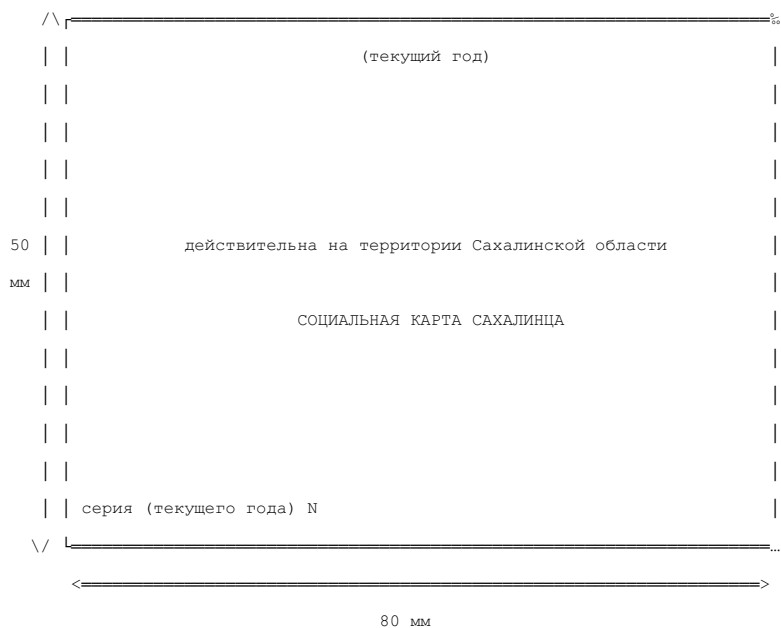 (текущий год)
50
действительна на территории Сахалинской области
мм
СОЦИАЛЬНАЯ КАРТА САХАЛИНЦА
серия (текущего года) N
80 мм